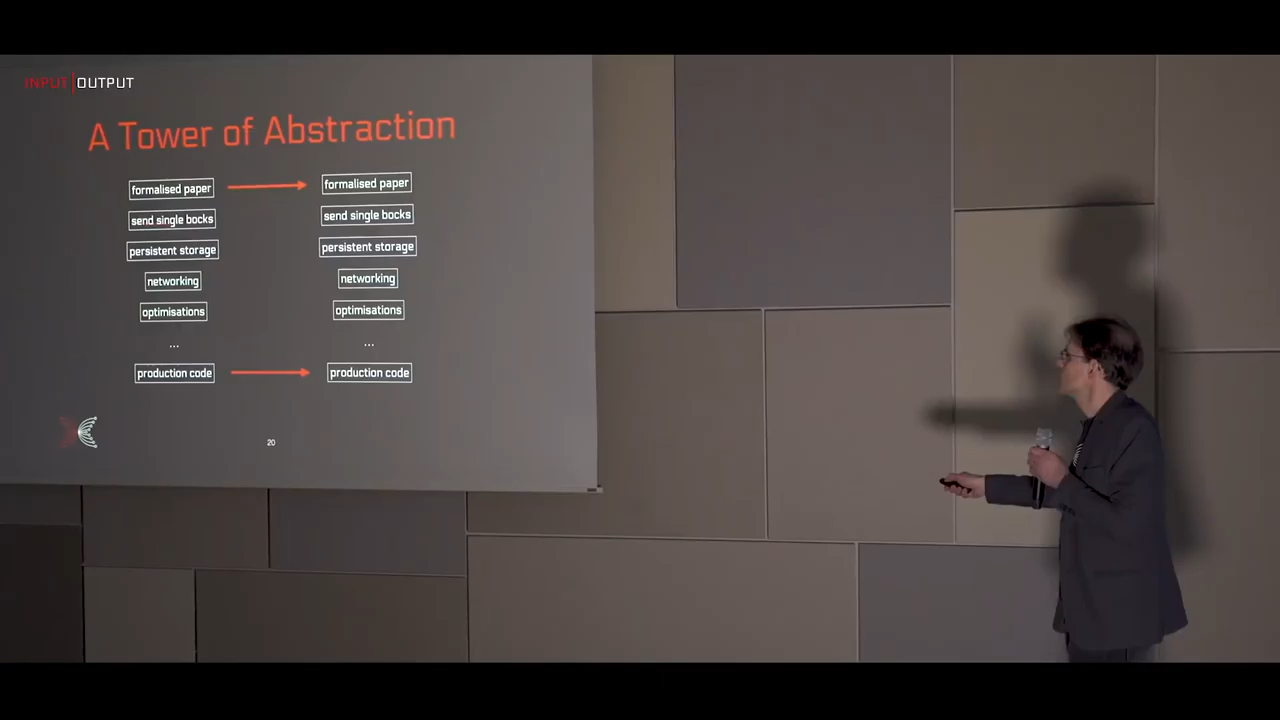 INPUT|OUTPUT
A Tower of Abstraction
formalised paper formalised paper
send single bocks send single bocks
persistent storage persistent storage
networking networking
optimisations optimisations
... ...
production code production code
20